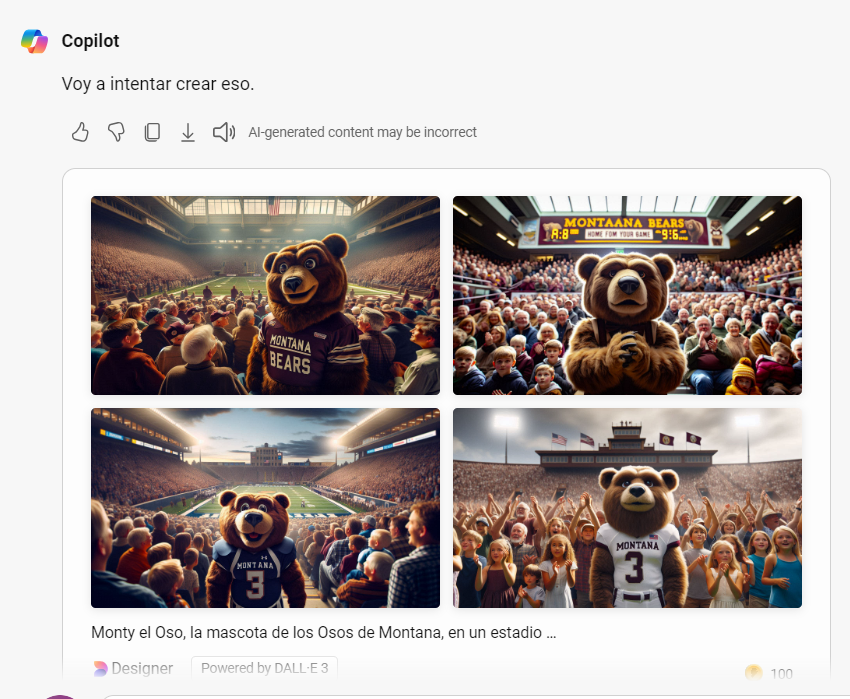 Copilot
Voy a intentar crear eso.
AI-generated content may be incorrect
MONTANA
BEARS
MONTAANA BEARS
A:8
HOME FOM YOUR GAME
9:6
MONTANA
3
MONTANA
3
Monty el Oso, la mascota de los Osos de Montana, en un estadio ...
Designer
Powered by DALL·E 3
100